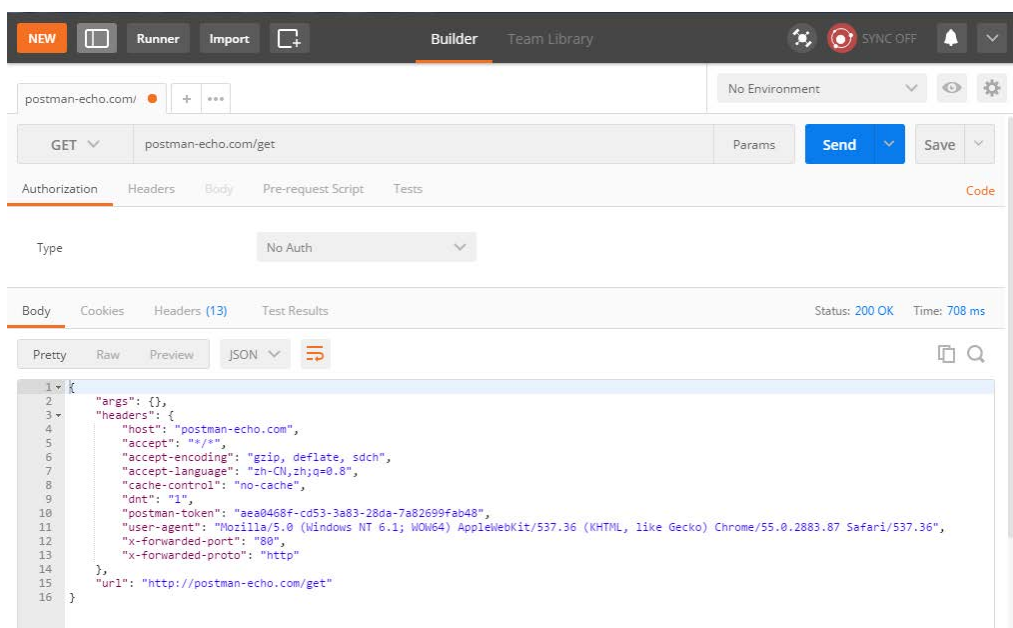 NEW Runner Import Builder Team Library SYNC OFF
postman-echo.com/ + ••• No Environment
GET postman-echo.com/get Params Send Save
Authorization Headers Body Pre-request Script Tests Code
Type No Auth
Body Cookies Headers (13) Test Results Status: 200 OK Time: 708 ms
Pretty Raw Preview JSON
1 {
2 "args": {},
3 "headers": {
4 "host": "postman-echo.com",
5 "accept": "*/*",
6 "accept-encoding": "gzip, deflate, sdch",
7 "accept-language": "zh-CN,zh;q=0.8",
8 "cache-control": "no-cache",
9 "dnt": "1",
10 "postman-token": "aea0468f-cd53-3a83-28da-7a82699fab48",
11 "user-agent": "Mozilla/5.0 (Windows NT 6.1; WOW64) AppleWebKit/537.36 (KHTML, like Gecko) Chrome/55.0.2883.87 Safari/537.36",
12 "x-forwarded-port": "80",
13 "x-forwarded-proto": "http"
14 },
15 "url": "http://postman-echo.com/get"
16 }